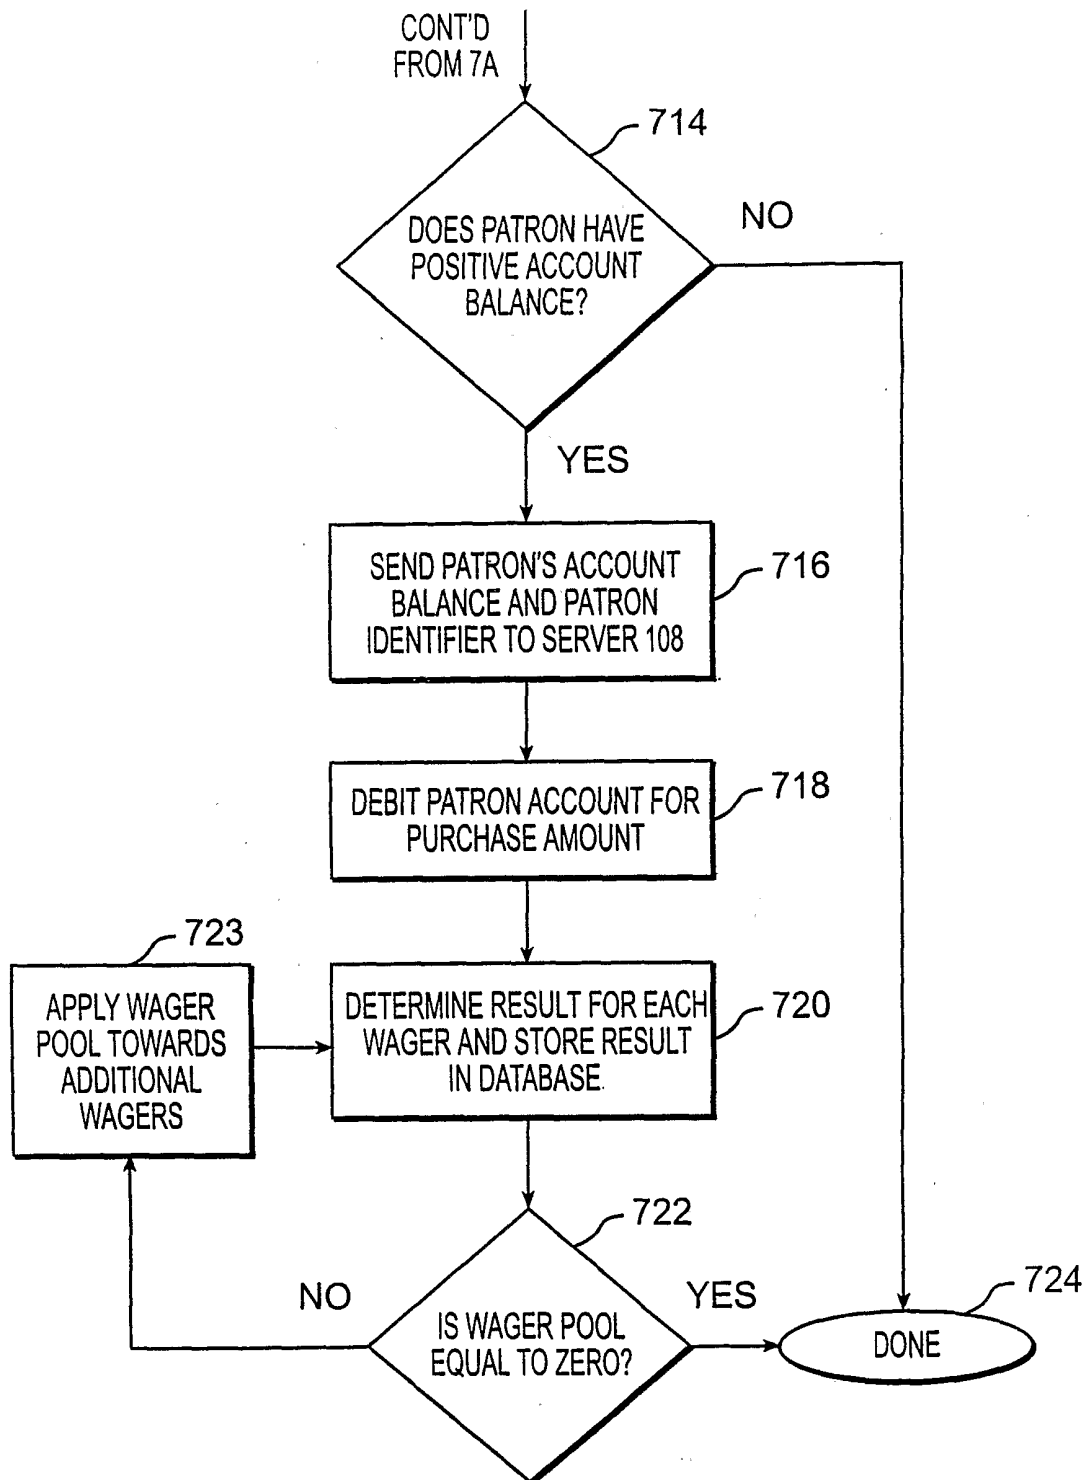 CONT'D
FROM 7A
714
DOES PATRON HAVE
POSITIVE ACCOUNT
BALANCE?
NO
YES
SEND PATRON'S ACCOUNT
BALANCE AND PATRON
IDENTIFIER TO SERVER 108
716
DEBIT PATRON ACCOUNT FOR
PURCHASE AMOUNT
718
723
APPLY WAGER
POOL TOWARDS
ADDITIONAL
WAGERS
DETERMINE RESULT FOR EACH
WAGER AND STORE RESULT
IN DATABASE
720
722
IS WAGER POOL
EQUAL TO ZERO?
NO
YES
724
DONE